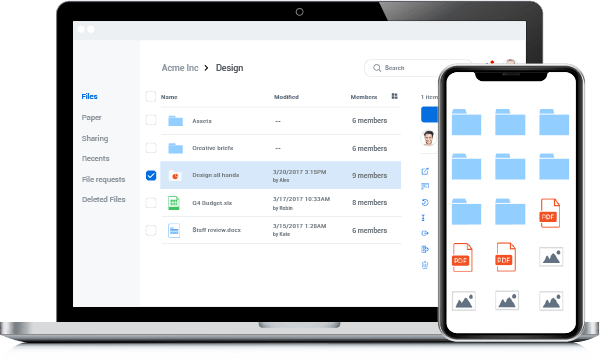 Acme Inc > Design
Search
Files
Paper
Sharing
Recents
File requests
Deleted Files
Name Modified Members
Assets -- 6 members
Creative briefs -- 6 members
Design all hands 3/20/2017 3:15PM by Alex 9 members
Q4 Budget.xls 3/17/2017 10:33AM by Robin 8 members
Staff review.docx 3/15/2017 1:28AM by Kate 6 members
1 item
PDF
PDF
PDF